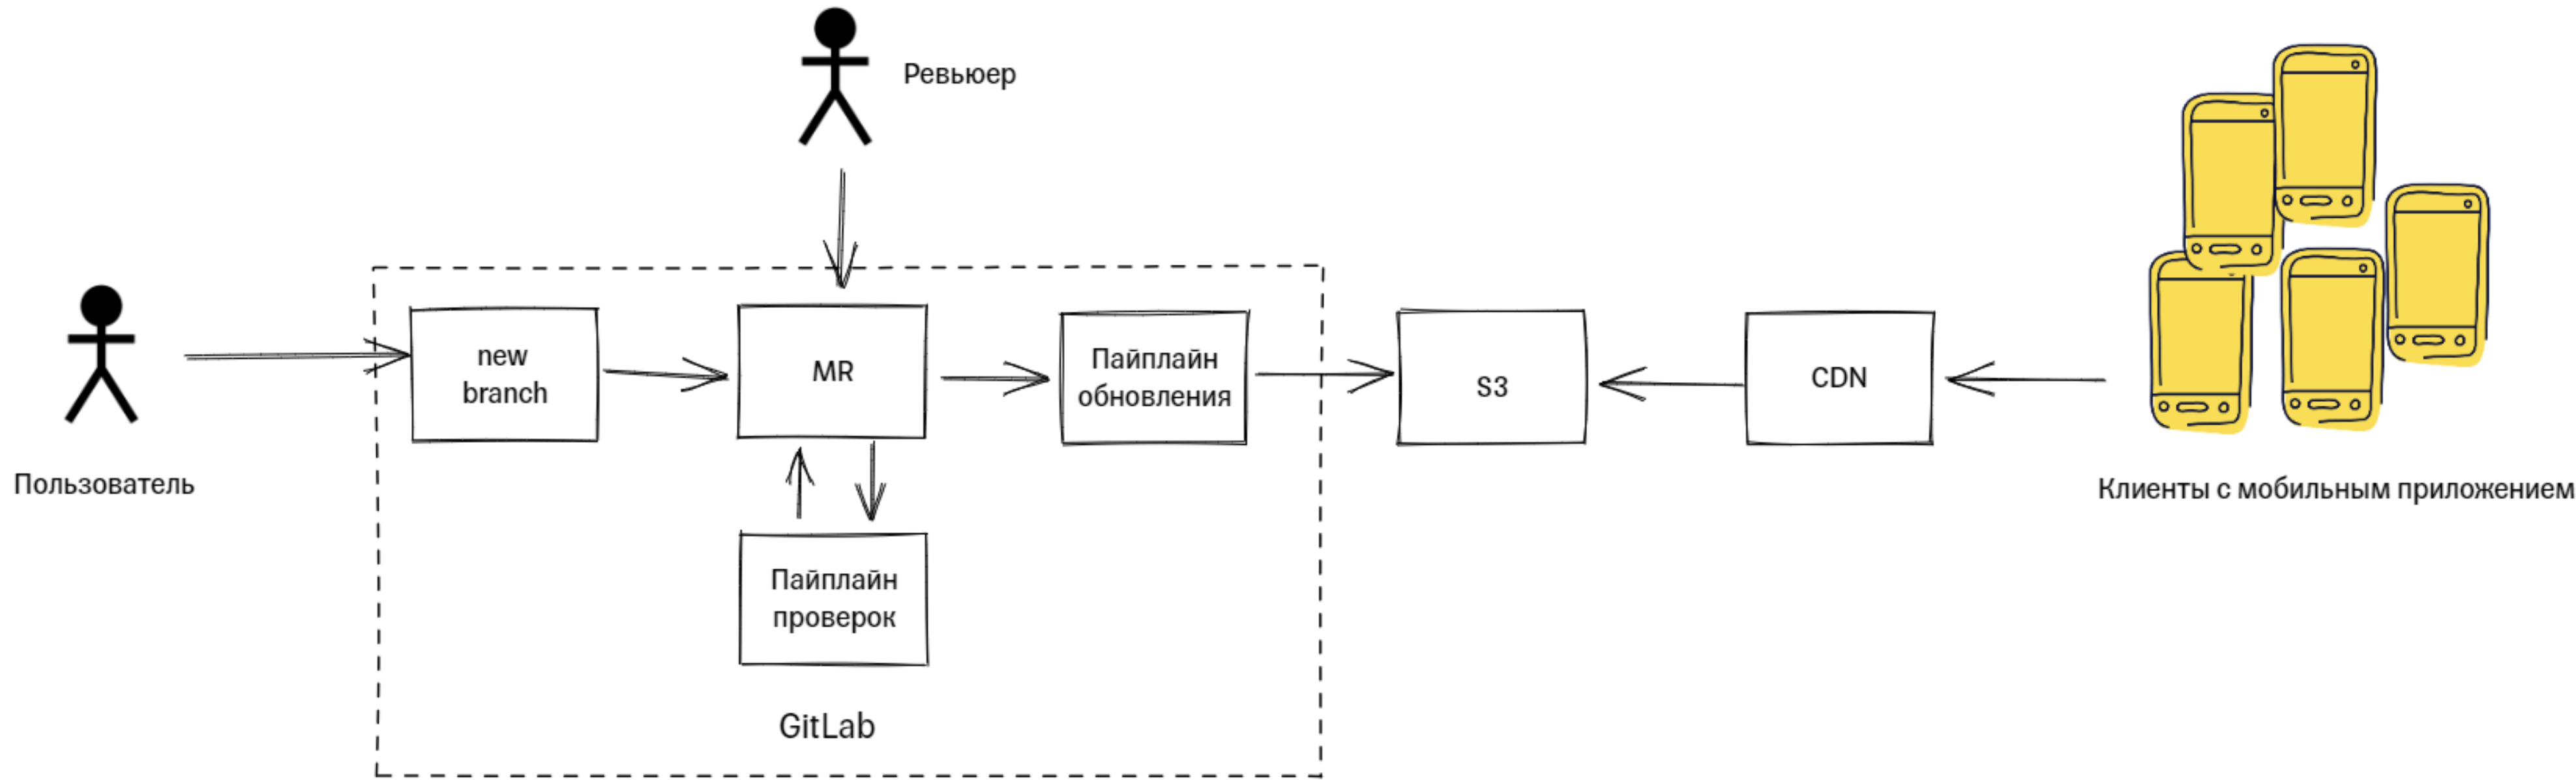 Ревьюер
Пользователь
new
branch
MR
Пайплайн
обновления
S3
CDN
Клиенты с мобильным приложением
Пайплайн
проверок
GitLab